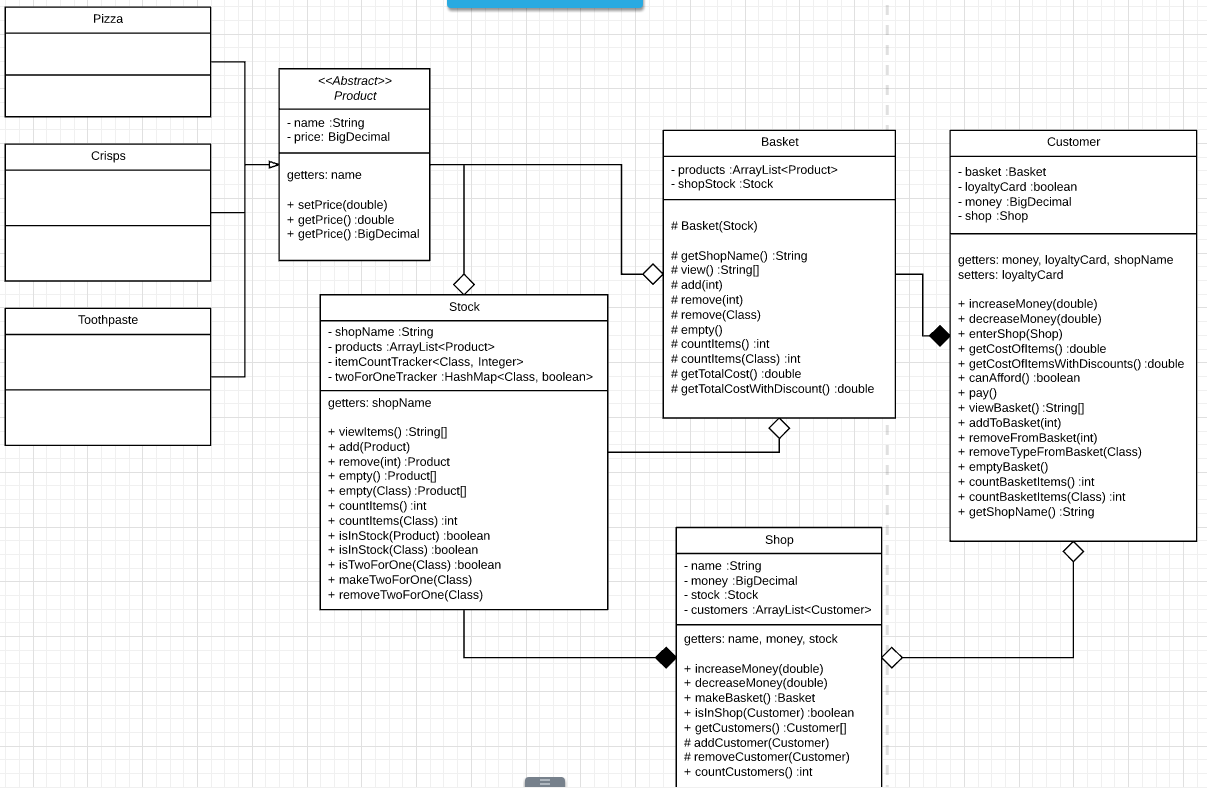 Pizza
Crisps
Toothpaste
<<Abstract>>
Product
- name :String
- price: BigDecimal
getters: name
+ setPrice(double)
+ getPrice() :double
+ getPrice() :BigDecimal
Stock
- shopName :String
- products :ArrayList<Product>
- itemCountTracker<Class, Integer>
- twoForOneTracker :HashMap<Class, boolean>
getters: shopName
+ viewItems() :String[]
+ add(Product)
+ remove(int) :Product
+ empty() :Product[]
+ empty(Class) :Product[]
+ countItems() :int
+ countItems(Class) :int
+ isInStock(Product) :boolean
+ isInStock(Class) :boolean
+ isTwoForOne(Class) :boolean
+ makeTwoForOne(Class)
+ removeTwoForOne(Class)
Basket
- products :ArrayList<Product>
- shopStock :Stock
# Basket(Stock)
# getShopName() :String
# view() :String[]
# add(int)
# remove(int)
# remove(Class)
# empty()
# countItems() :int
# countItems(Class) :int
# getTotalCost() :double
# getTotalCostWithDiscount() :double
Customer
- basket :Basket
- loyaltyCard :boolean
- money :BigDecimal
- shop :Shop
getters: money, loyaltyCard, shopName
setters: loyaltyCard
+ increaseMoney(double)
+ decreaseMoney(double)
+ enterShop(Shop)
+ getCostOfItems() :double
+ getCostOfItemsWithDiscounts() :double
+ canAfford() :boolean
+ pay()
+ viewBasket() :String[]
+ addToBasket(int)
+ removeFromBasket(int)
+ removeTypeFromBasket(Class)
+ emptyBasket()
+ countBasketItems() :int
+ countBasketItems(Class) :int
+ getShopName() :String
Shop
- name :String
- money :BigDecimal
- stock :Stock
- customers :ArrayList<Customer>
getters: name, money, stock
+ increaseMoney(double)
+ decreaseMoney(double)
+ makeBasket() :Basket
+ isInShop(Customer) :boolean
+ getCustomers() :Customer[]
# addCustomer(Customer)
# removeCustomer(Customer)
+ countCustomers() :int